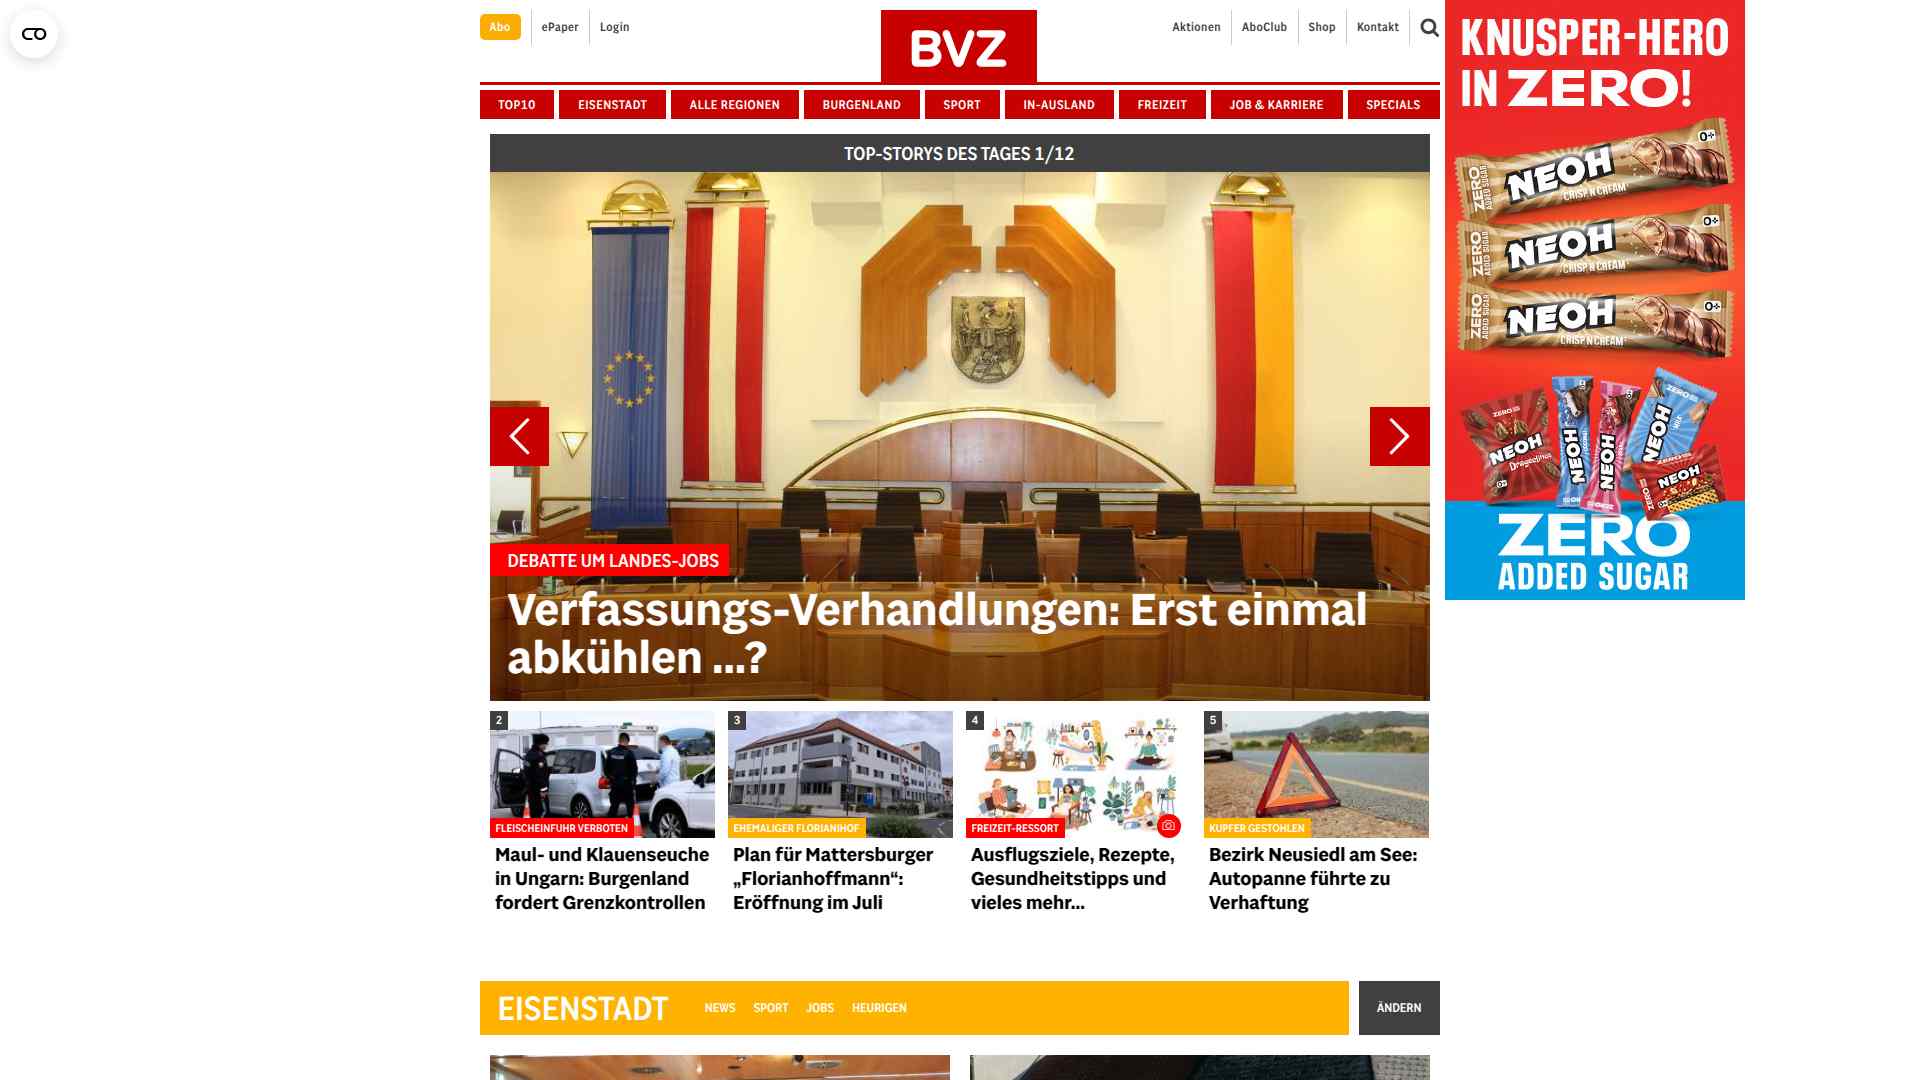 Abo
ePaper
Login
BVZ
Aktionen
AboClub
Shop
Kontakt
TOP10
EISENSTADT
ALLE REGIONEN
BURGENLAND
SPORT
IN-AUSLAND
FREIZEIT
JOB & KARRIERE
SPECIALS
TOP-STORYS DES TAGES 1/12
DEBATTE UM LANDES-JOBS
Verfassungs-Verhandlungen: Erst einmal
abkühlen ...?
2
FLEISCHEINFUHR VERBOTEN
Maul- und Klauenseuche
in Ungarn: Burgenland
fordert Grenzkontrollen
3
EHEMALIGER FLORIANIHOF
Plan für Mattersburger
„Florianhoffmann“:
Eröffnung im Juli
4
FREIZEIT-RESSORT
Ausflugsziele, Rezepte,
Gesundheitstipps und
vieles mehr...
5
KUPFER GESTOHLEN
Bezirk Neusiedl am See:
Autopanne führte zu
Verhaftung
EISENSTADT
NEWS
SPORT
JOBS
HEURIGEN
ÄNDERN
KNUSPER-HERO
IN ZERO!
ZERO
ADDED SUGAR
NEOH
CRISP N CREAM
ZERO
ADDED SUGAR
NEOH
CRISP N CREAM
ZERO
ADDED SUGAR
NEOH
CRISP N CREAM
NEOH
NEOH
NEOH
NEOH
NEOH
ZERO
ADDED SUGAR